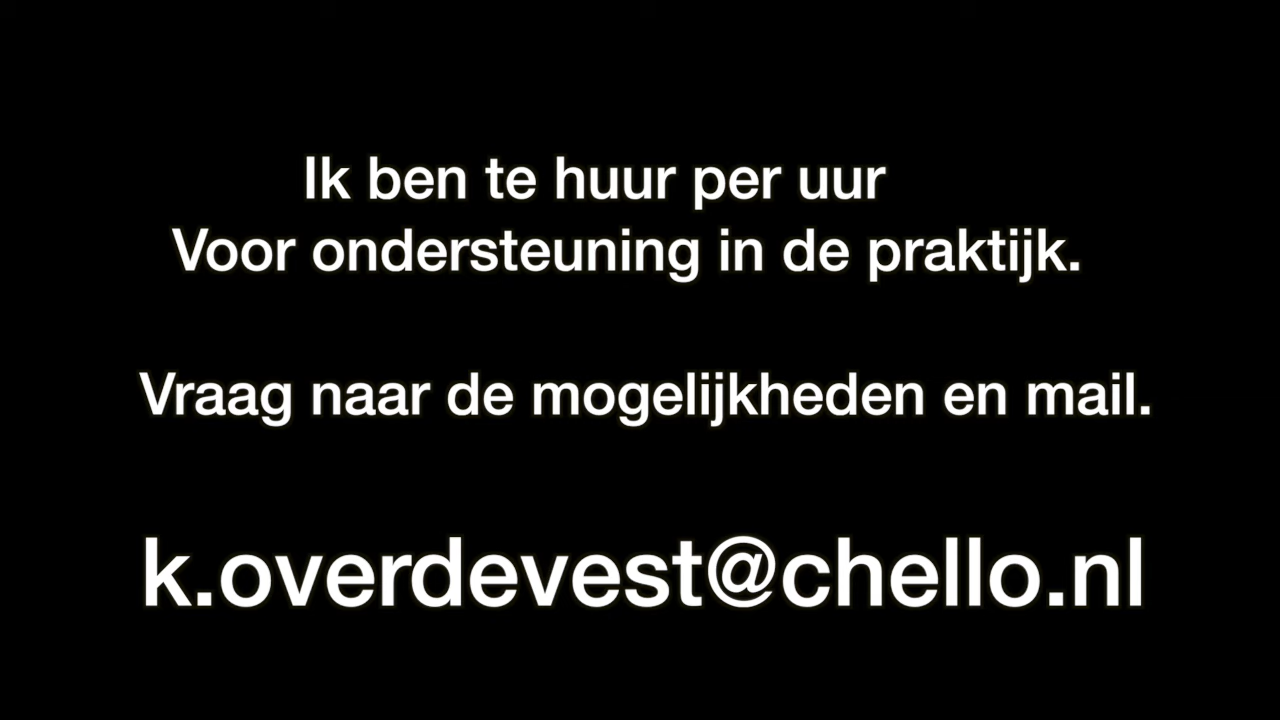 Ik ben te huur per uur
Voor ondersteuning in de praktijk.
Vraag naar de mogelijkheden en mail.
k.overdevest@chello.nl